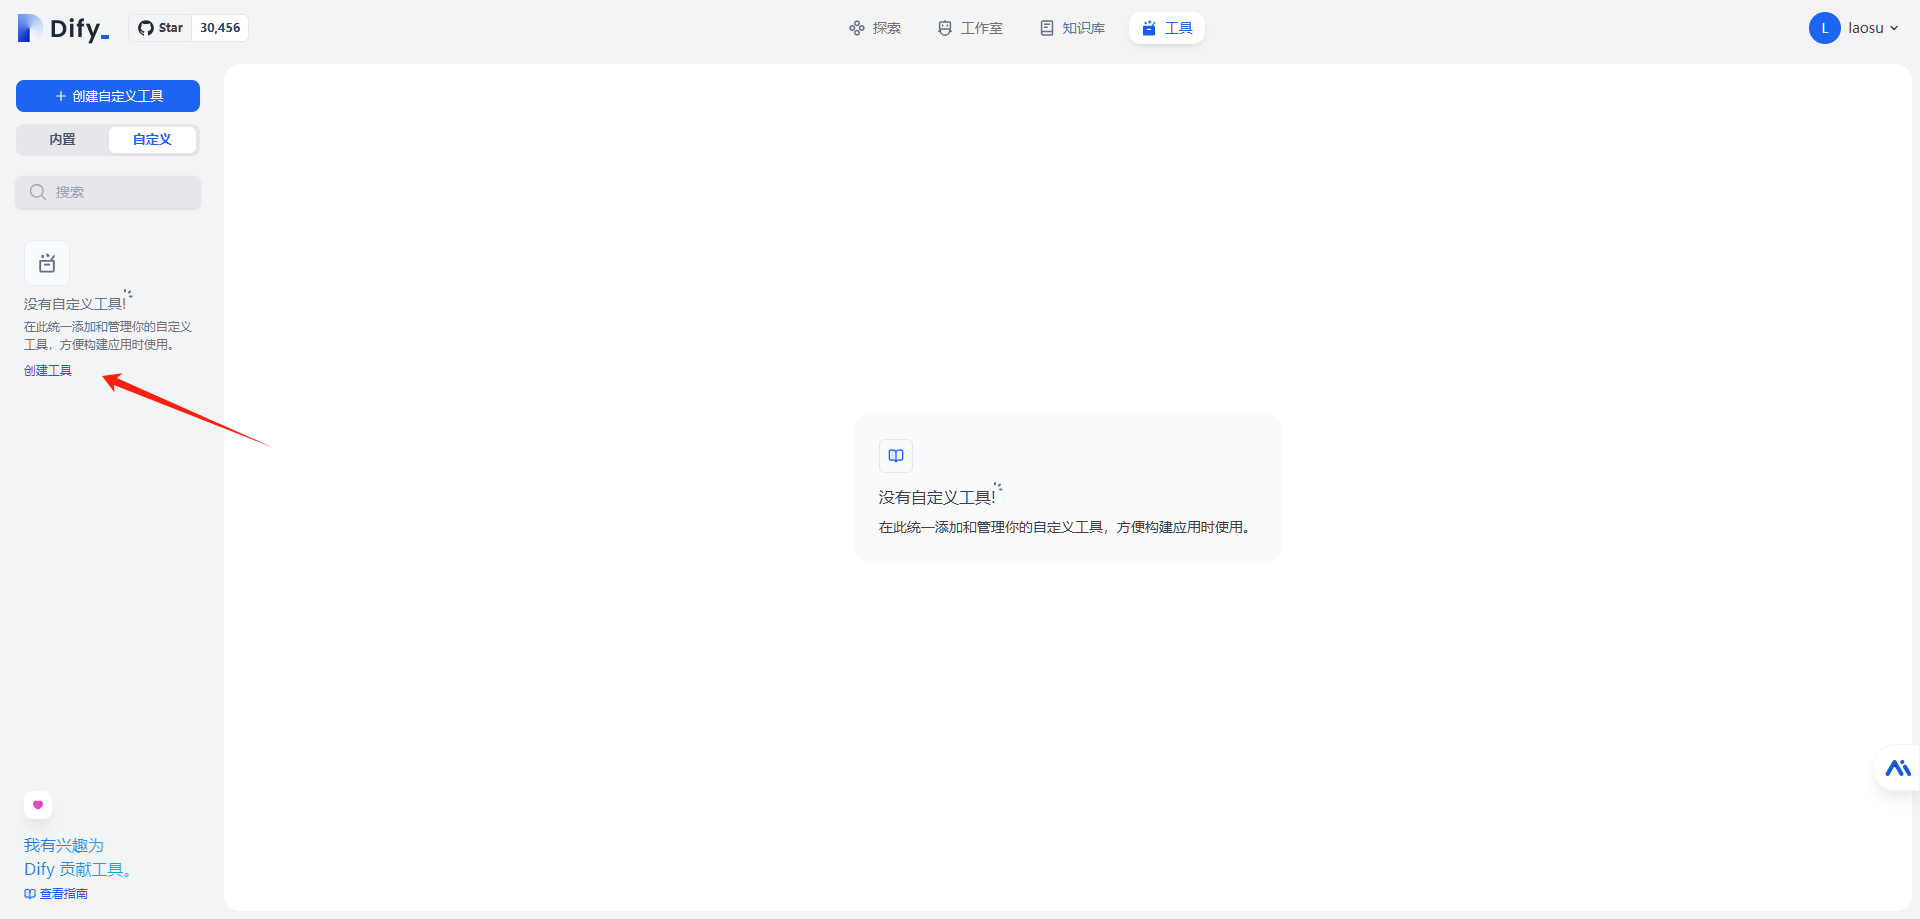 Dify_
Star 30,456
探索
工作室
知识库
工具
L laosu
+ 创建自定义工具
内置 自定义
搜索
没有自定义工具!
在此统一添加和管理你的自定义
工具，方便构建应用时使用。
创建工具
没有自定义工具!
在此统一添加和管理你的自定义工具，方便构建应用时使用。
我有兴趣为
Dify 贡献工具。
查看指南